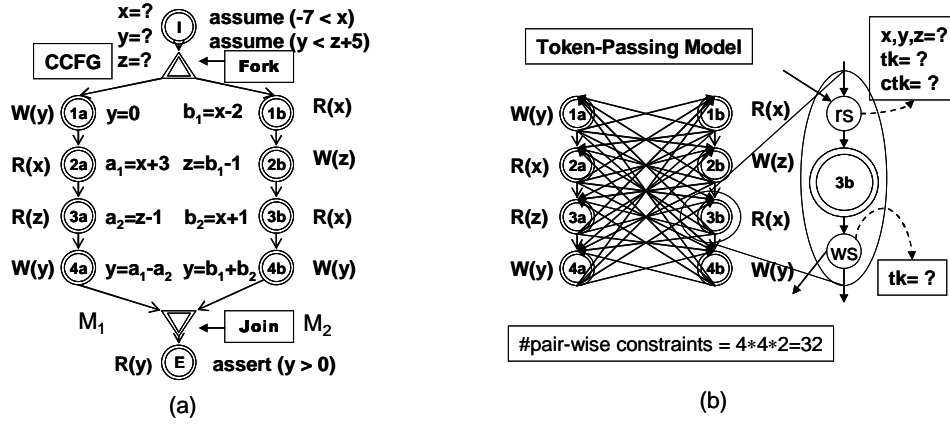 x=?
y=?
z=?
I
assume (-7 < x)
assume (y < z+5)
CCFG
Fork
W(y) 1a y=0 b₁=x-2 1b R(x)
R(x) 2a a₁=x+3 z=b₁-1 2b W(z)
R(z) 3a a₂=z-1 b₂=x+1 3b R(x)
W(y) 4a y=a₁-a₂ y=b₁+b₂ 4b W(y)
M₁ Join M₂
R(y) E assert (y > 0)
(a)
Token-Passing Model
x,y,z=?
tk= ?
ctk= ?
W(y) 1a 1b R(x)
R(x) 2a 2b W(z)
R(z) 3a 3b R(x)
W(y) 4a 4b W(y)
rs
3b
ws
tk= ?
#pair-wise constraints = 4*4*2=32
(b)